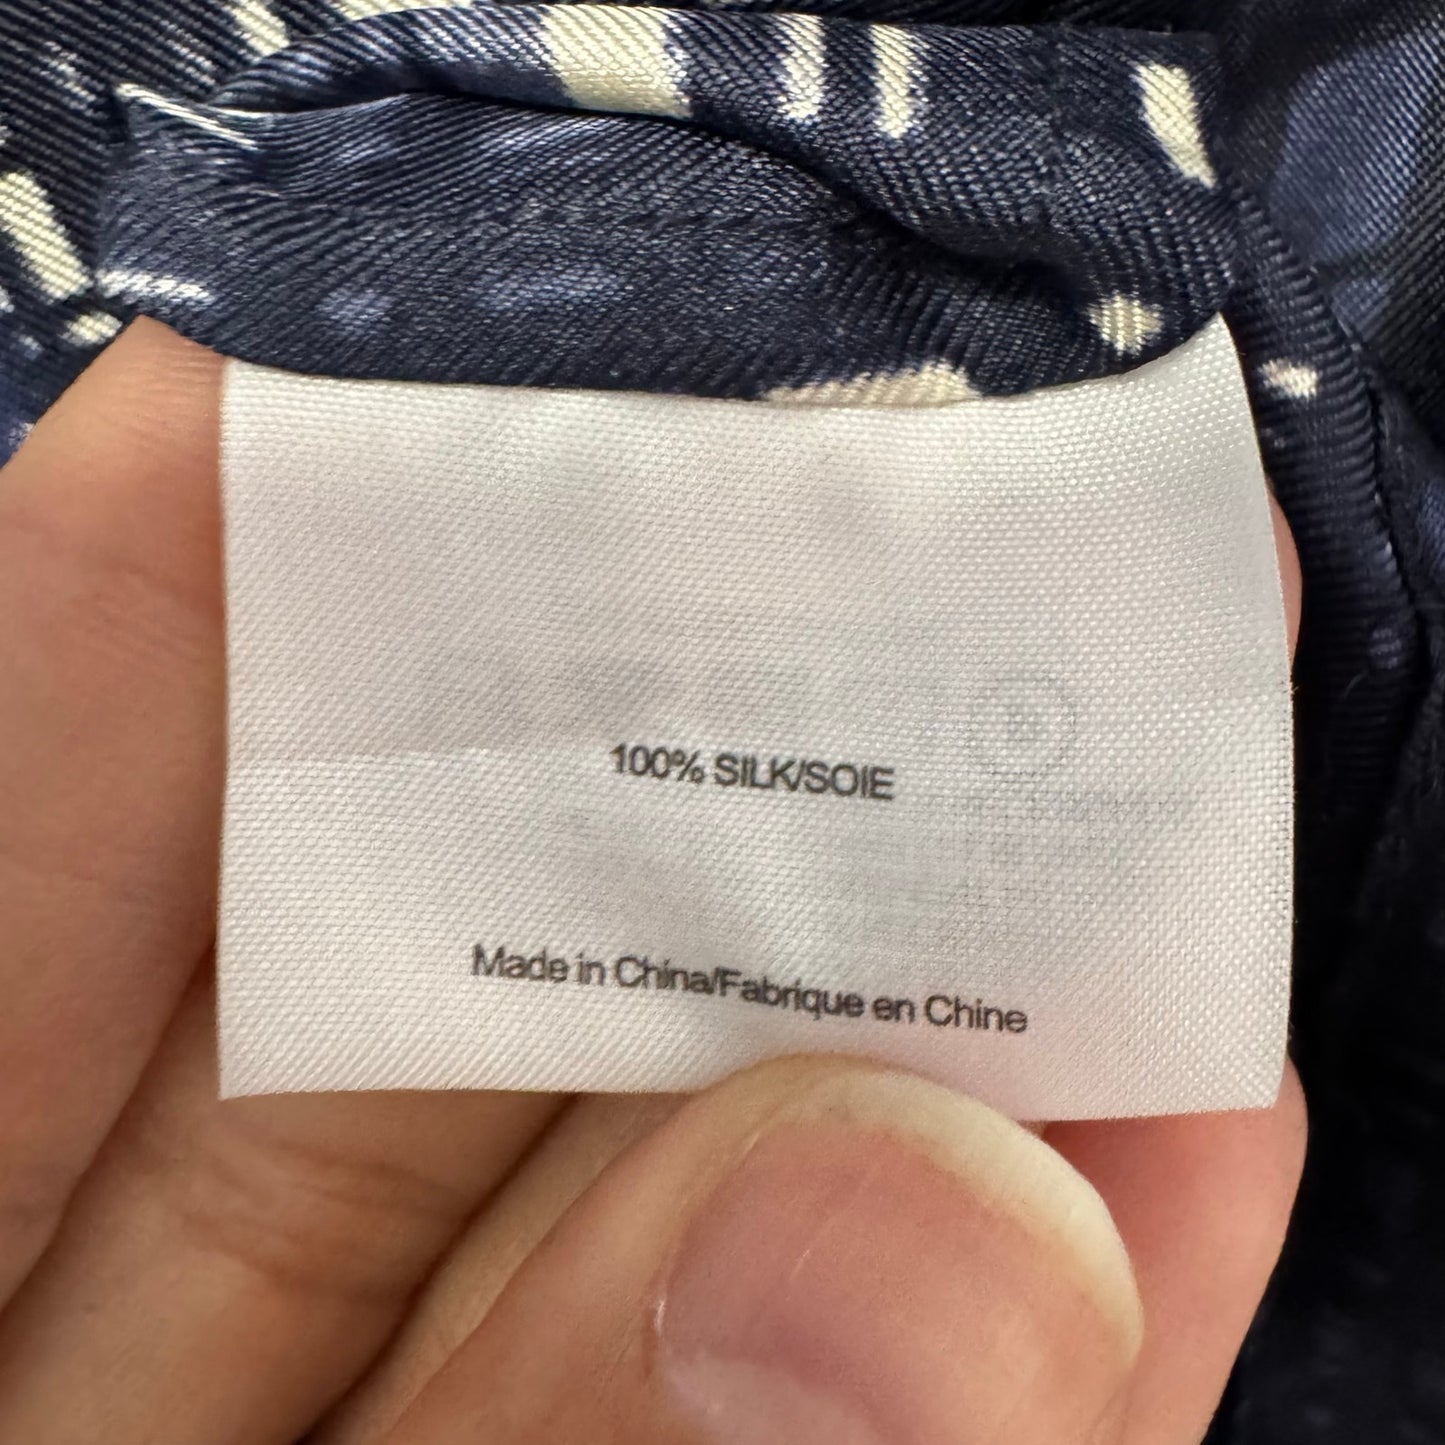 100% SILK/SOIE
Made in China/Fabrique en Chine